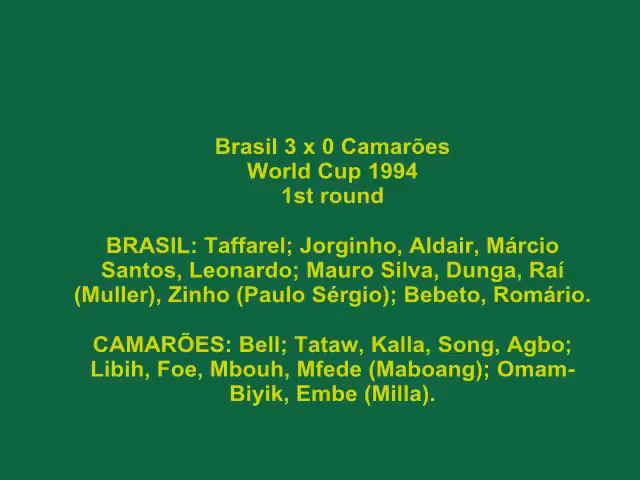 Brasil 3 x 0 Camarões
World Cup 1994
1st round
BRASIL: Taffarel; Jorginho, Aldair, Márcio
Santos, Leonardo; Mauro Silva, Dunga, Raí
(Muller), Zinho (Paulo Sérgio); Bebeto, Romário.
CAMARÕES: Bell; Tataw, Kalla, Song, Agbo;
Libih, Foe, Mbouh, Mfede (Maboang); Omam-
Biyik, Embe (Milla).